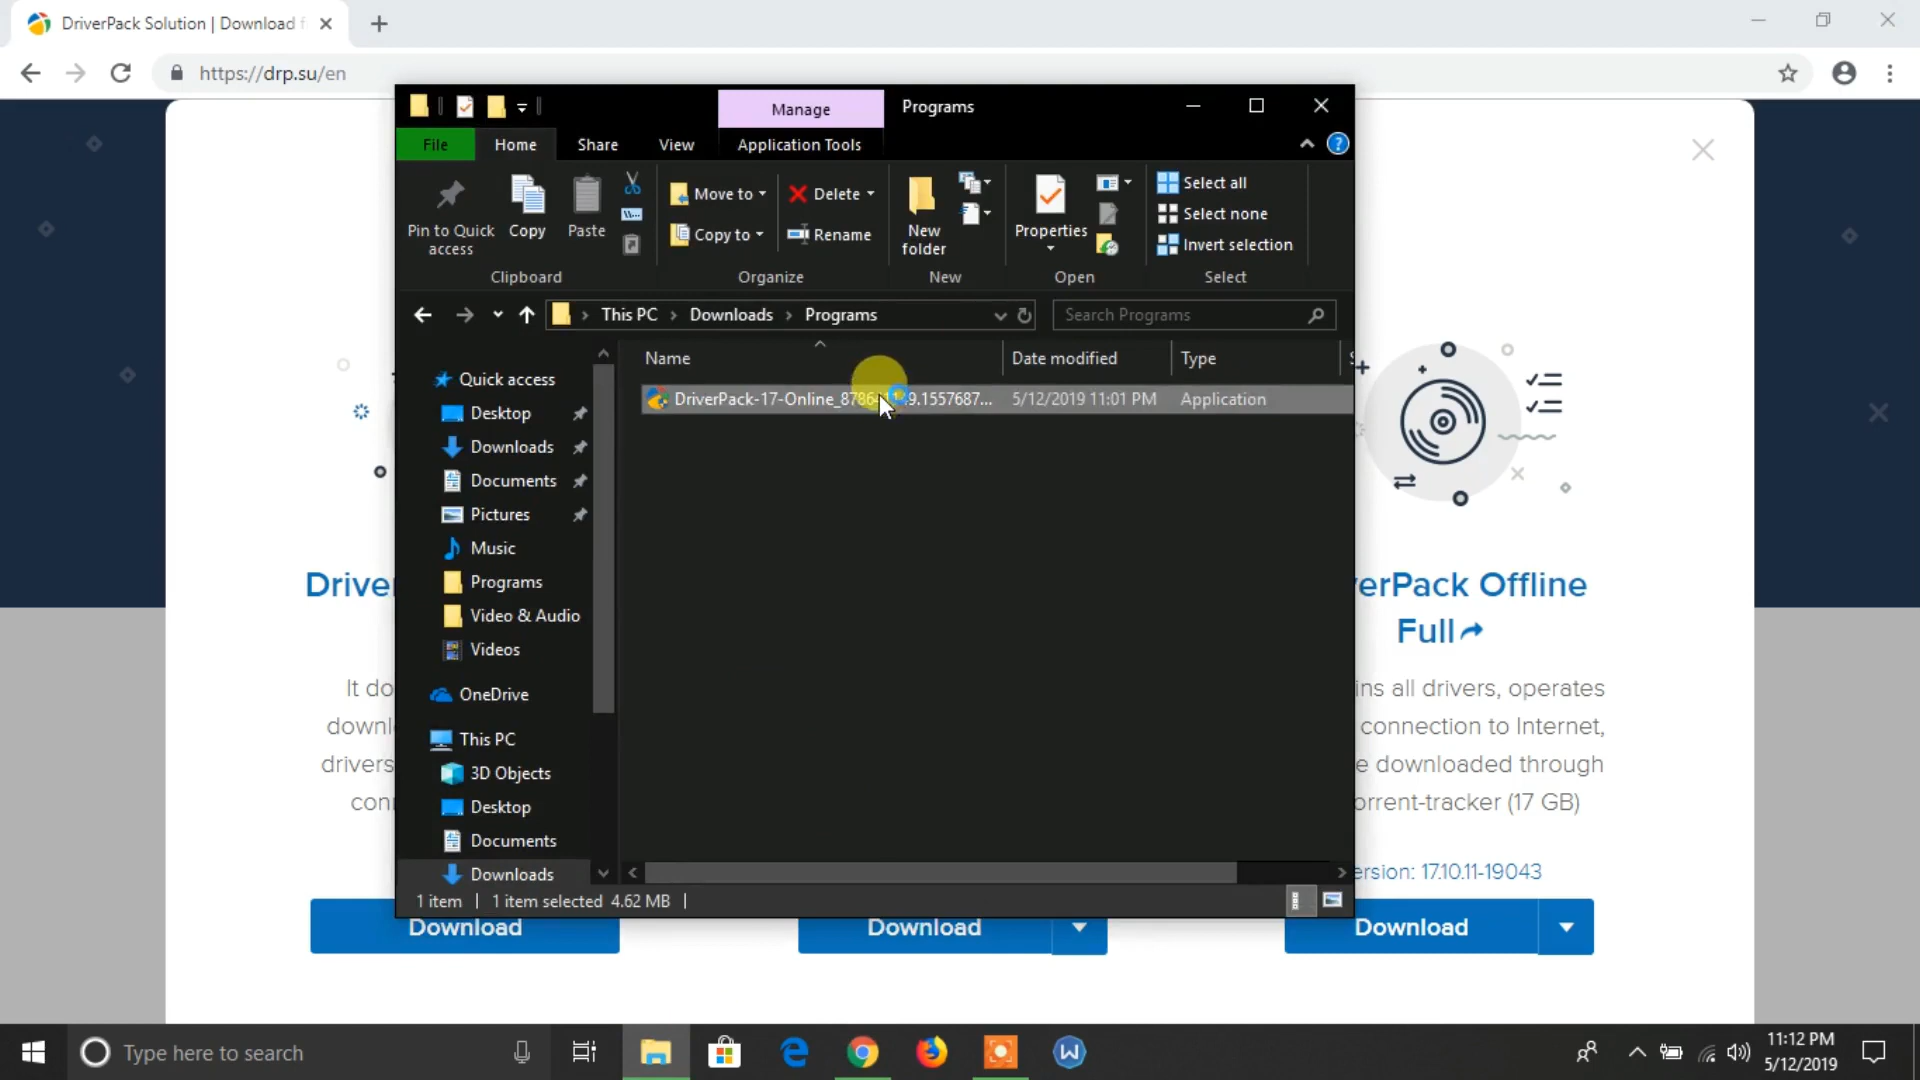 DriverPack Solution | Download f
https://drp.su/en
Manage
Programs
File
Home
Share
View
Application Tools
Pin to Quick access
Copy
Paste
Move to
Copy to
Delete
Rename
New folder
Properties
Select all
Select none
Invert selection
Clipboard
Organize
New
Open
Select
This PC > Downloads > Programs
Search Programs
Name
Date modified
Type
DriverPack-17-Online_
5/12/2019 11:01 PM
Application
Quick access
Desktop
Downloads
Documents
Pictures
Music
Programs
Video & Audio
Videos
OneDrive
This PC
3D Objects
Desktop
Documents
Downloads
1 item
1 item selected 4.62 MB
Drive
It do
downl
drivers
con
Download
Download
erPack Offline
Full
ins all drivers, operates
connection to Internet,
e downloaded through
orrent-tracker (17 GB)
ersion: 17.10.11-19043
Download
Type here to search
11:12 PM
5/12/2019